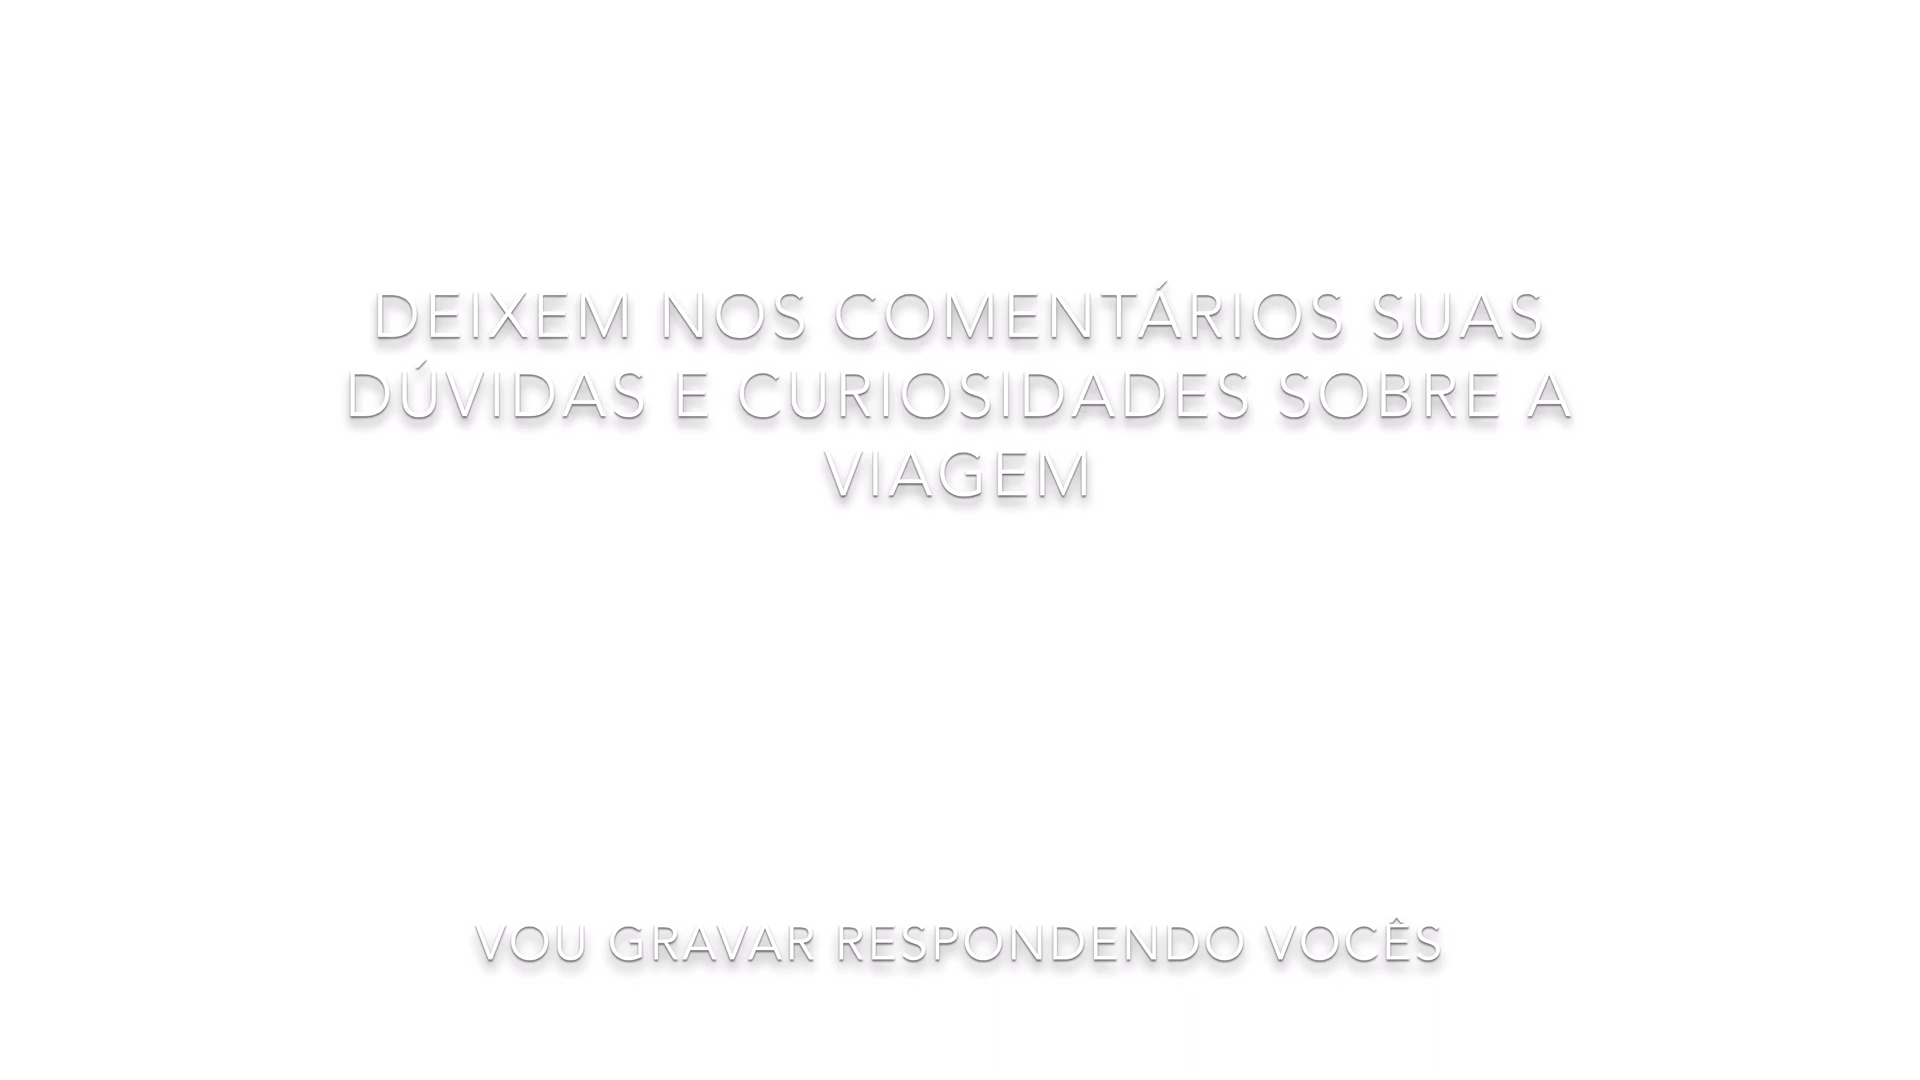 DEIXEM NOS COMENTÁRIOS SUAS
DÚVIDAS E CURIOSIDADES SOBRE A
VIAGEM
VOU GRAVAR RESPONDENDO VOCÊS